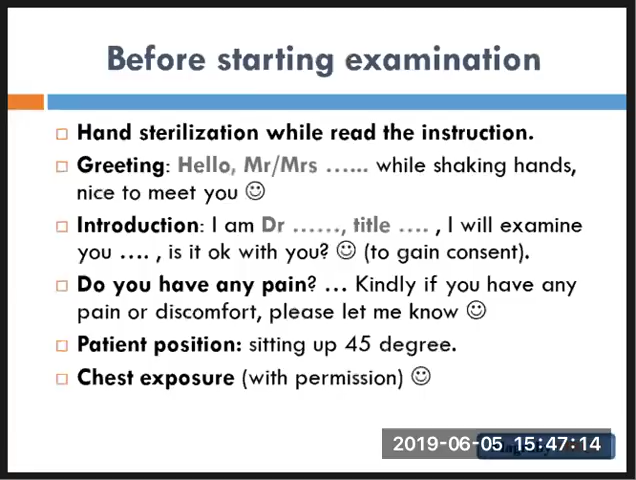 Before starting examination
Hand sterilization while read the instruction.
Greeting: Hello, Mr/Mrs …... while shaking hands,
nice to meet you ☺
Introduction: I am Dr ……, title …. , I will examine
you …. , is it ok with you? ☺ (to gain consent).
Do you have any pain? … Kindly if you have any
pain or discomfort, please let me know ☺
Patient position: sitting up 45 degree.
Chest exposure (with permission) ☺
2019-06-05 15:47:14